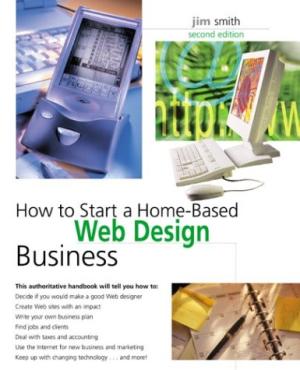 jim smith
second edition
http:www
How to Start a Home-Based
Web Design
Business
This authoritative handbook will tell you how to:
Decide if you would make a good Web designer
Create Web sites with an impact
Write your own business plan
Find jobs and clients
Deal with taxes and accounting
Use the Internet for new business and marketing
Keep up with changing technology . . . and more!